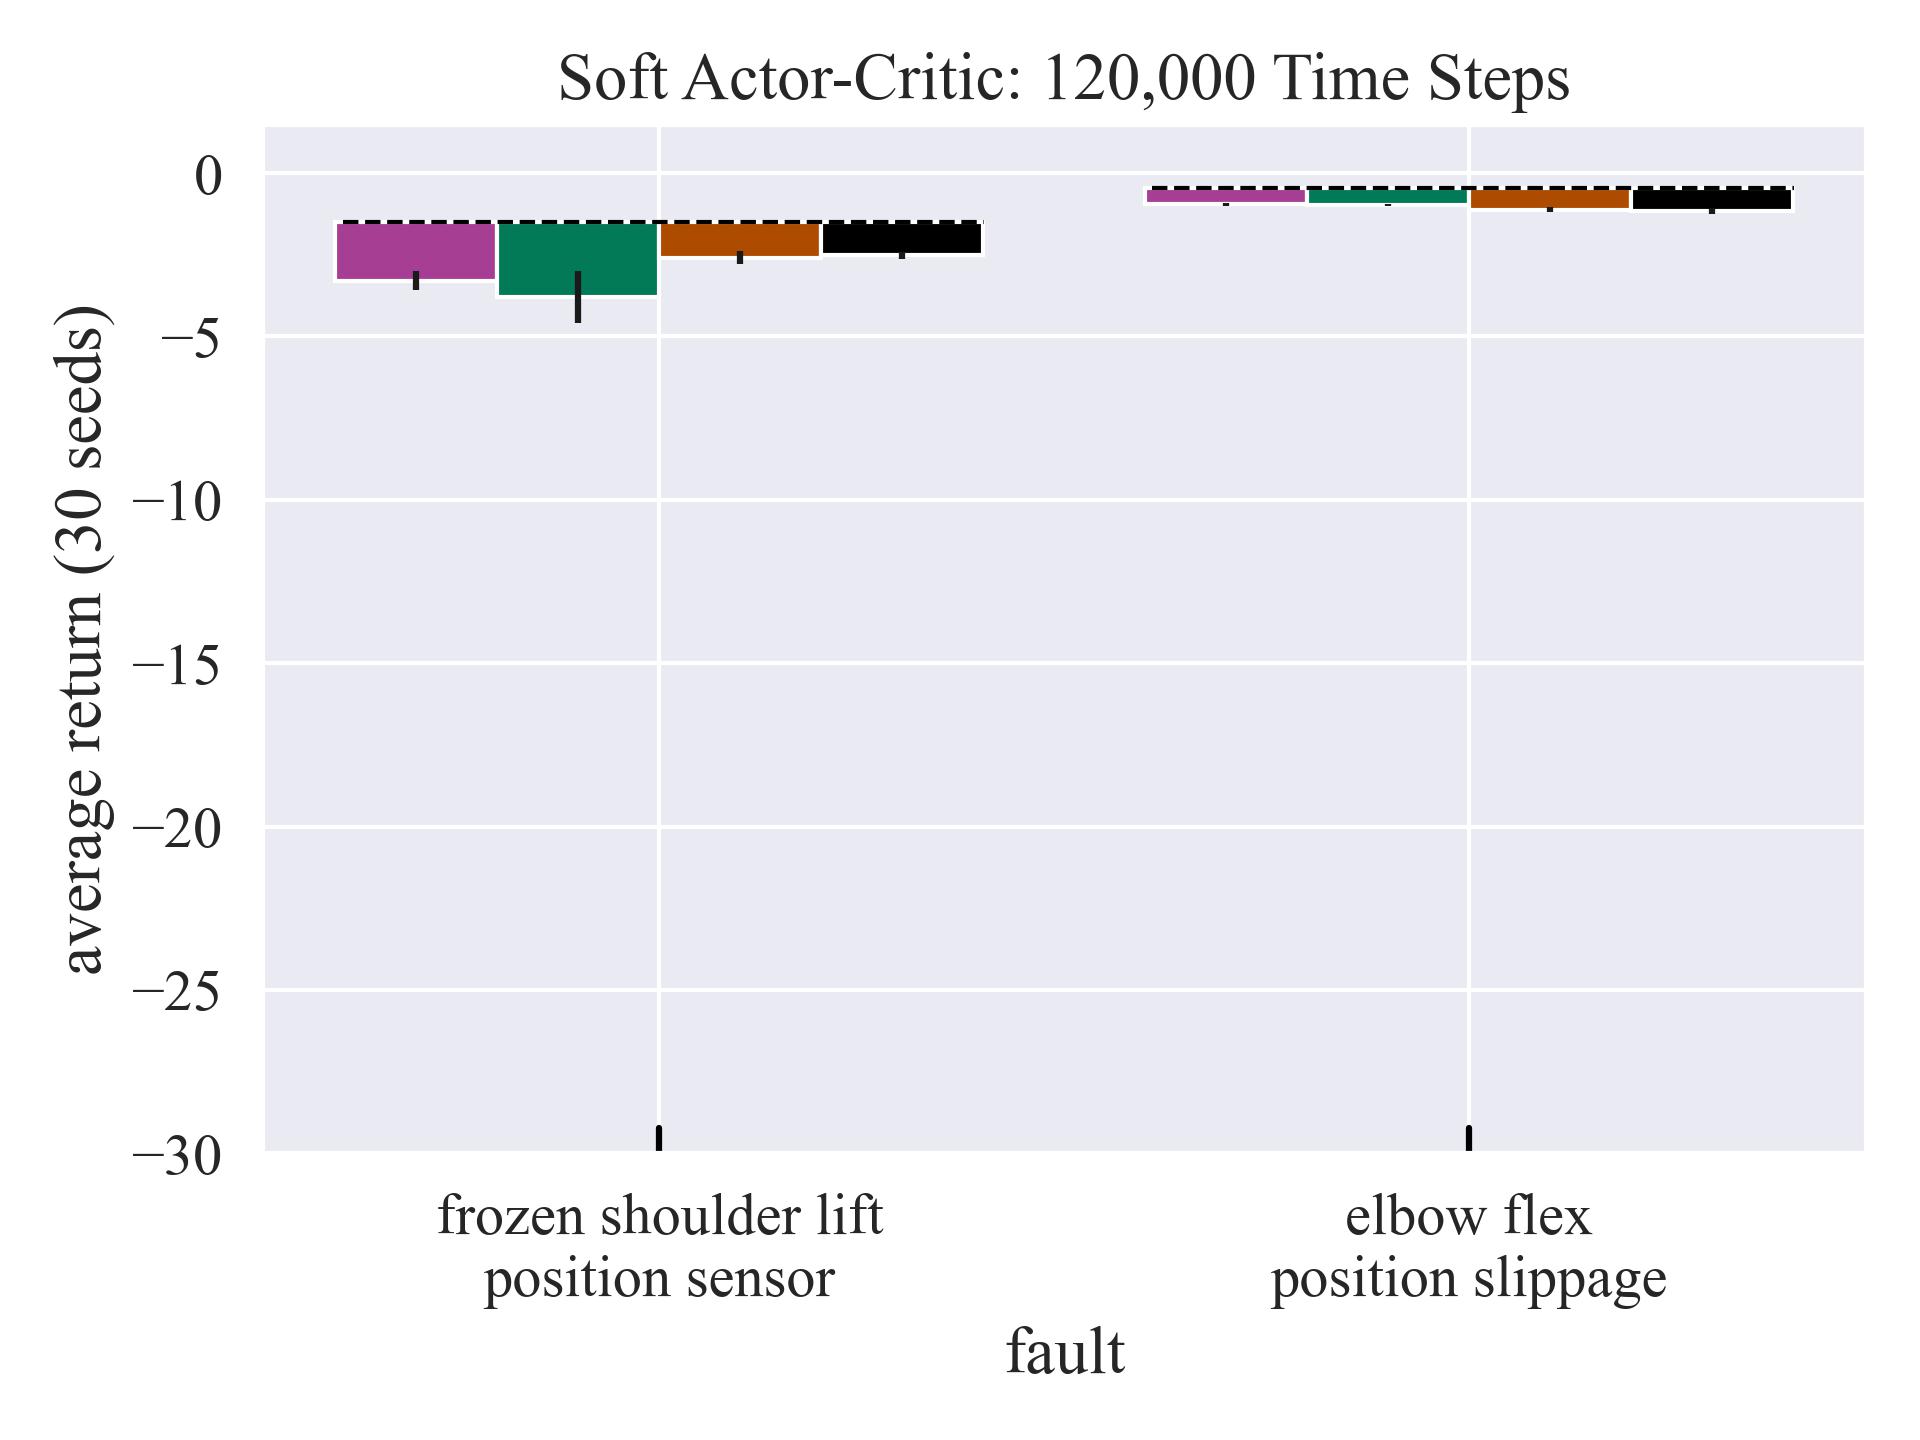 Soft Actor-Critic: 120,000 Time Steps
average return (30 seeds)
0
−5
−10
−15
−20
−25
−30
frozen shoulder lift
position sensor
elbow flex
position slippage
fault